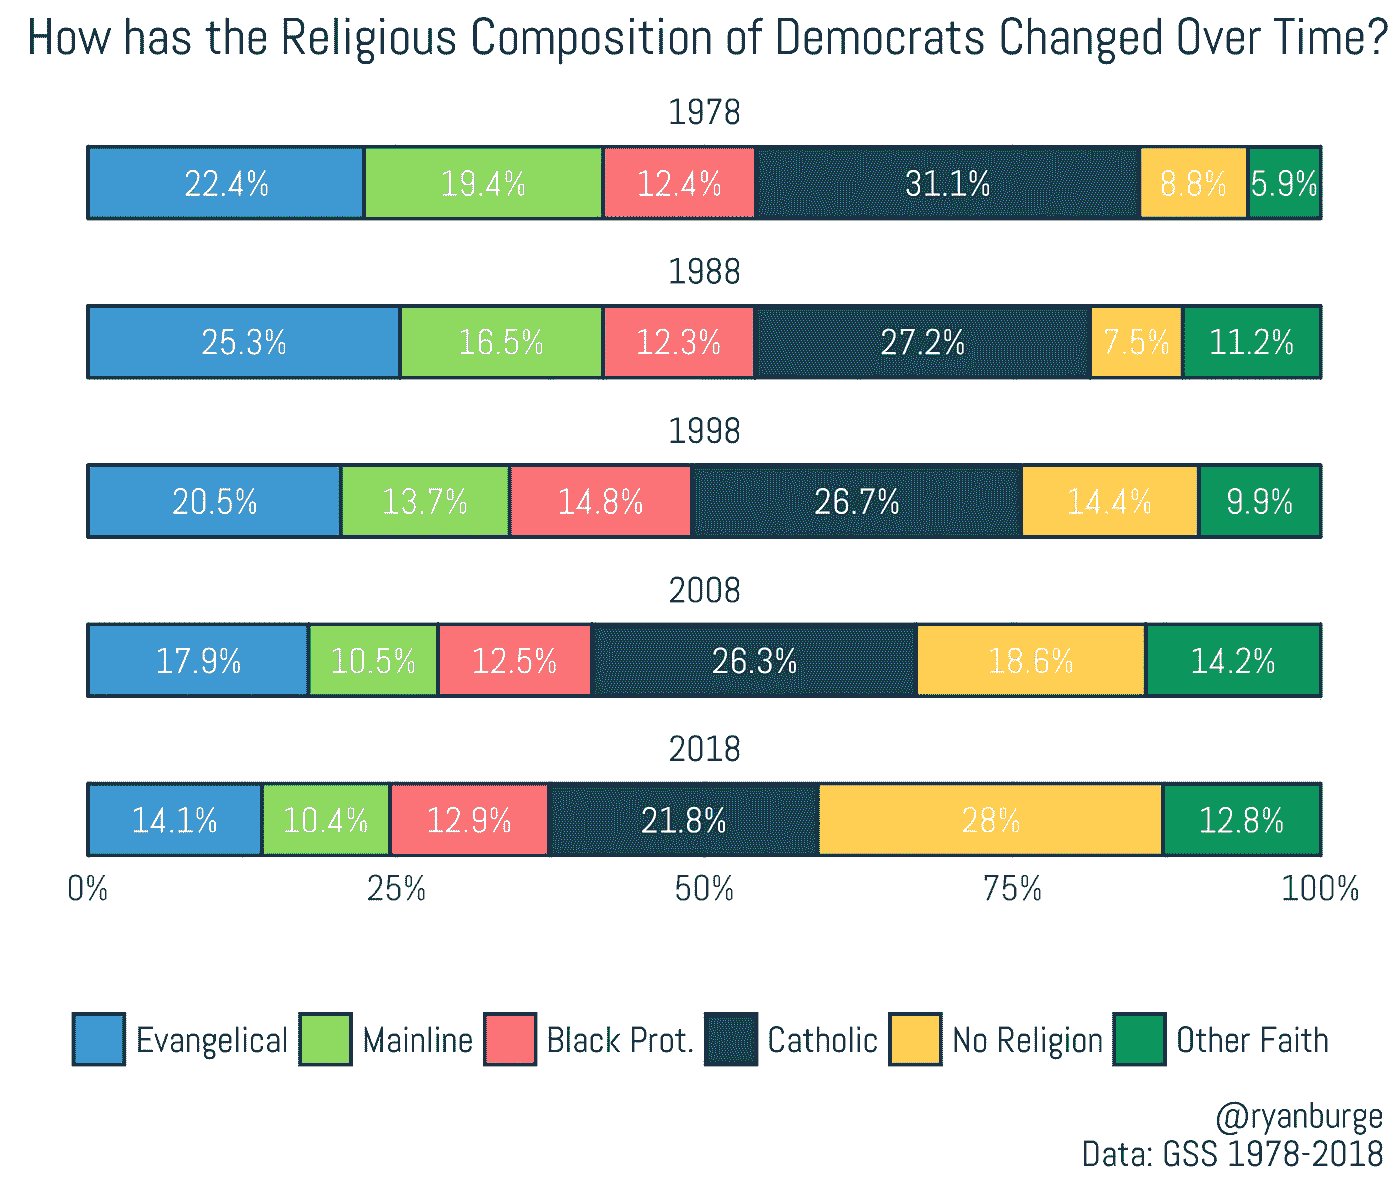 How has the Religious Composition of Democrats Changed Over Time?
1978
22.4% 19.4% 12.4% 31.1% 8.8% 5.9%
1988
25.3% 16.5% 12.3% 27.2% 7.5% 11.2%
1998
20.5% 13.7% 14.8% 26.7% 14.4% 9.9%
2008
17.9% 10.5% 12.5% 26.3% 18.6% 14.2%
2018
14.1% 10.4% 12.9% 21.8% 28% 12.8%
0% 25% 50% 75% 100%
Evangelical Mainline Black Prot. Catholic No Religion Other Faith
@ryanburge
Data: GSS 1978-2018